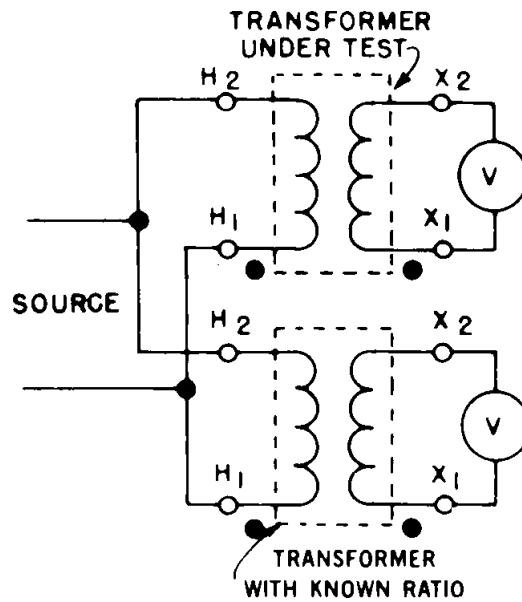 TRANSFORMER
UNDER TEST
H2
X2
V
H1
X1
SOURCE
H2
X2
V
H1
X1
TRANSFORMER
WITH KNOWN RATIO